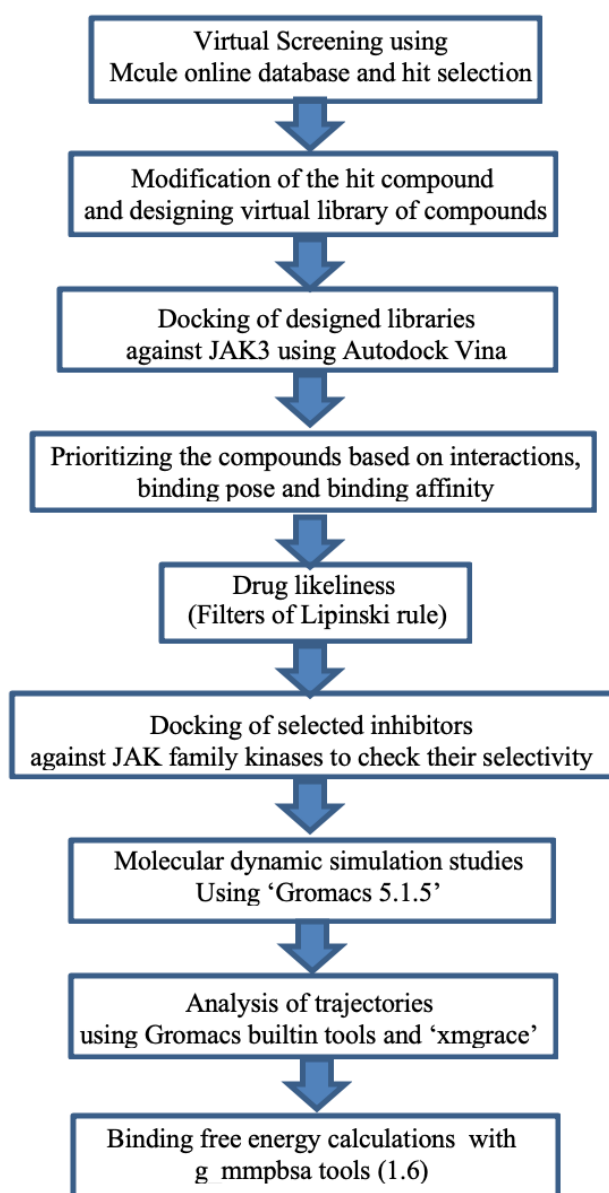 Virtual Screening using
Mcule online database and hit selection
Modification of the hit compound
and designing virtual library of compounds
Docking of designed libraries
against JAK3 using Autodock Vina
Prioritizing the compounds based on interactions,
binding pose and binding affinity
Drug likeliness
(Filters of Lipinski rule)
Docking of selected inhibitors
against JAK family kinases to check their selectivity
Molecular dynamic simulation studies
Using ‘Gromacs 5.1.5’
Analysis of trajectories
using Gromacs builtin tools and ‘xmgrace’
Binding free energy calculations with
g_mmpbsa tools (1.6)